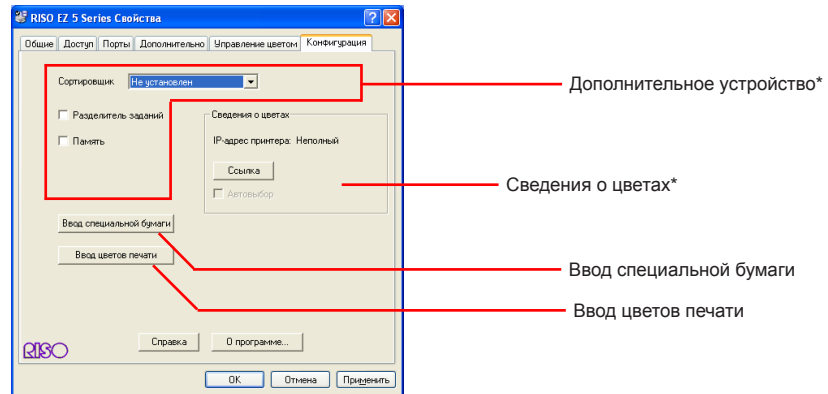 RISO EZ 5 Series Свойства
Общие Доступ Порты Дополнительно Управление цветом Конфигурация
Сортировщик Не установлен
Дополнительное устройство*
Разделитель заданий
Сведения о цветах
Память
IP-адрес принтера: Неполный
Ссылка
Автовыбор
Сведения о цветах*
Ввод специальной бумаги
Ввод цветов печати
Ввод специальной бумаги
Ввод цветов печати
Справка О программе...
RISO
OK Отмена Применить